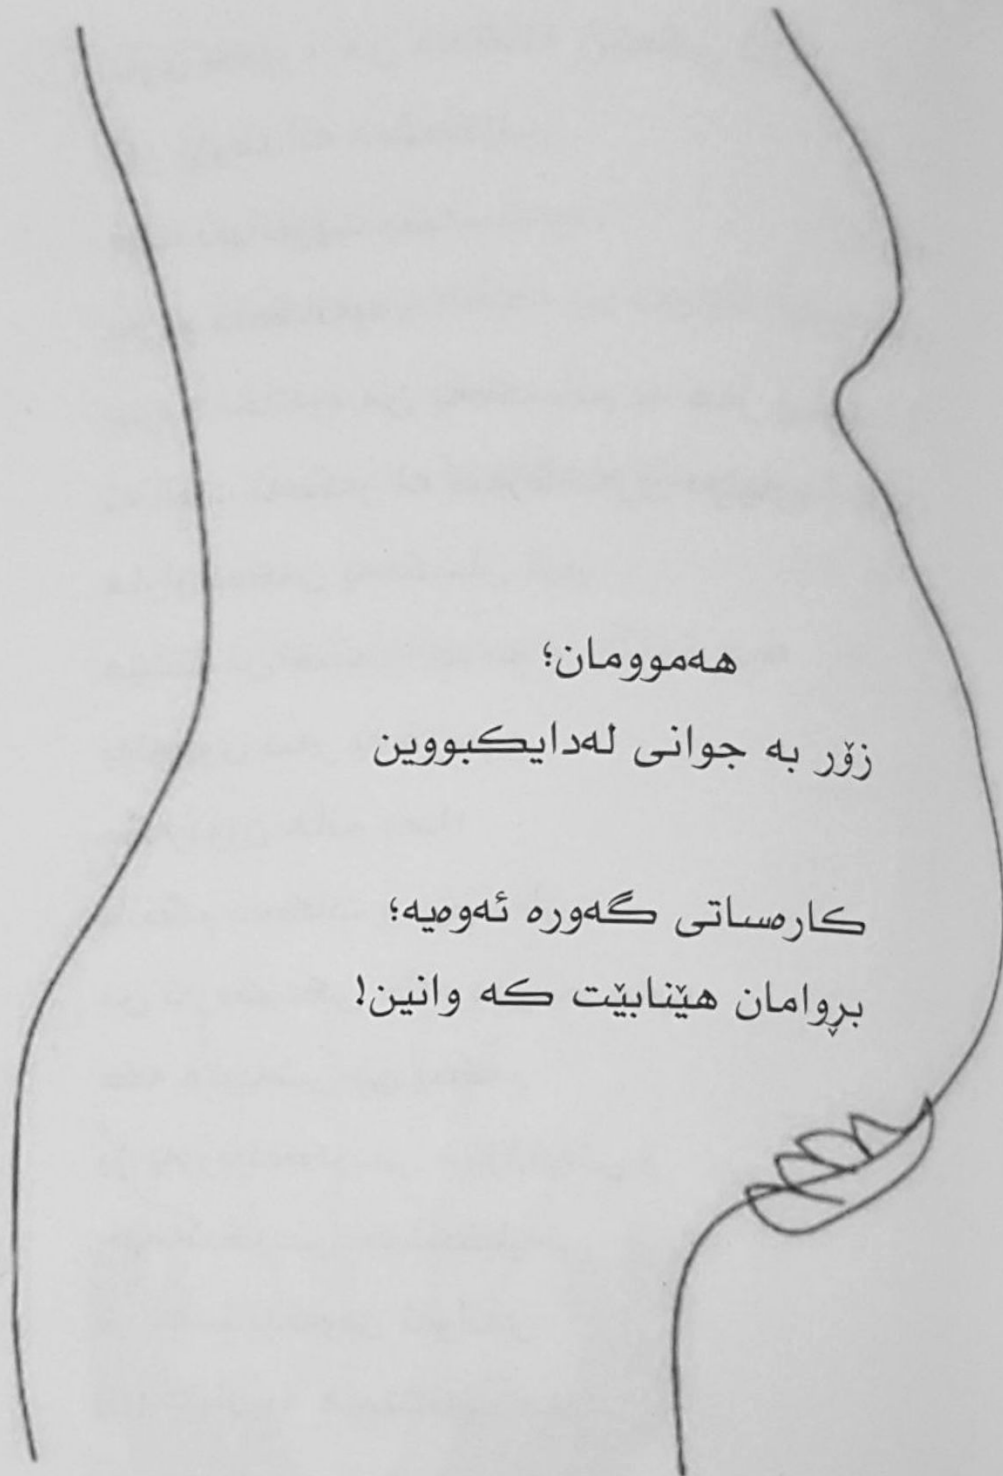 هەموومان؛
زۆر بە جوانی لەدایکبووین
کارەساتی گەورە ئەوەیە؛
بڕوامان هێنابێت کە وانین!